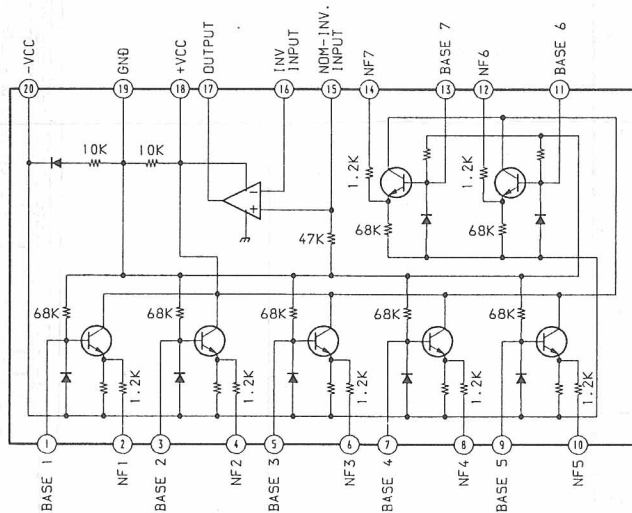 -VCC
GND
+VCC
OUTPUT
INV INPUT
NOM-INV. INPUT
NF7
BASE 7
NF6
BASE 6
20
19
18
17
16
15
14
13
12
11
10K
10K
1.2K
1.2K
68K
68K
47K
68K
68K
68K
68K
68K
1.2K
1.2K
1.2K
1.2K
1.2K
1
2
3
4
5
6
7
8
9
10
BASE 1
NF1
BASE 2
NF2
BASE 3
NF3
BASE 4
NF4
BASE 5
NF5